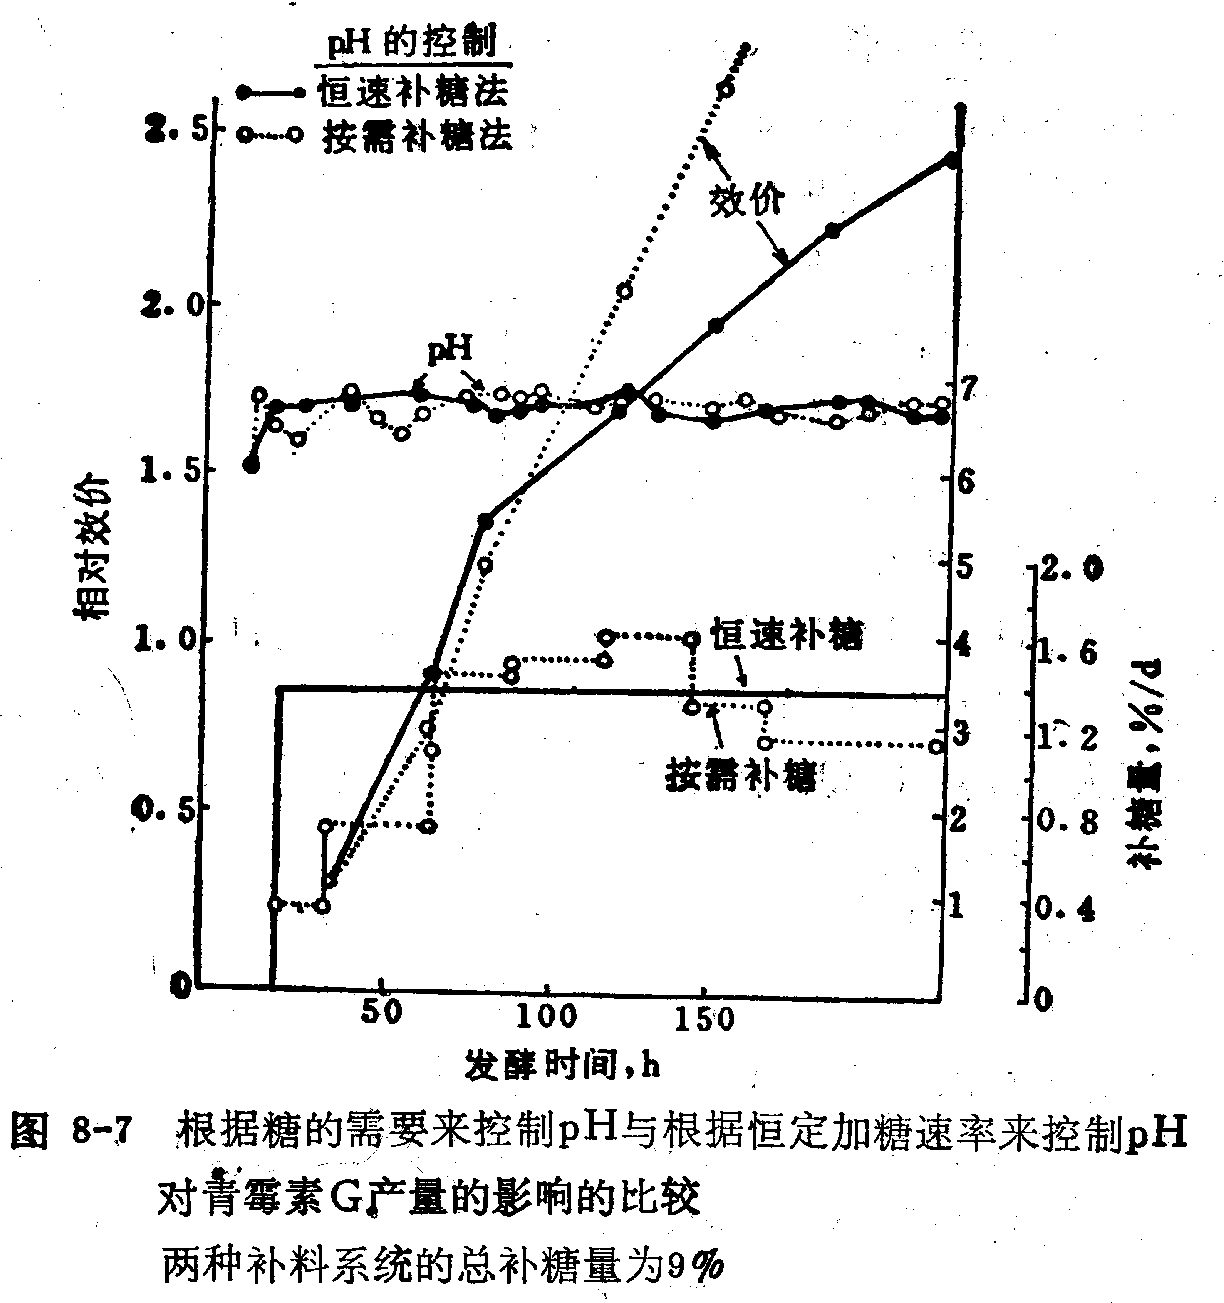 pH 的控制
恒速补糖法
按需补糖法
2.5
2.0
1.5
1.0
0.5
0
相对效价
pH
效价
恒速补糖
按需补糖
7
6
5
4
3
2
1
2.0
1.6
1.2
0.8
0.4
0
补糖量,%/d
50
100
150
发酵时间,h
图 8-7 根据糖的需要来控制pH与根据恒定加糖速率来控制pH
对青霉素G产量的影响的比较
两种补料系统的总补糖量为9%